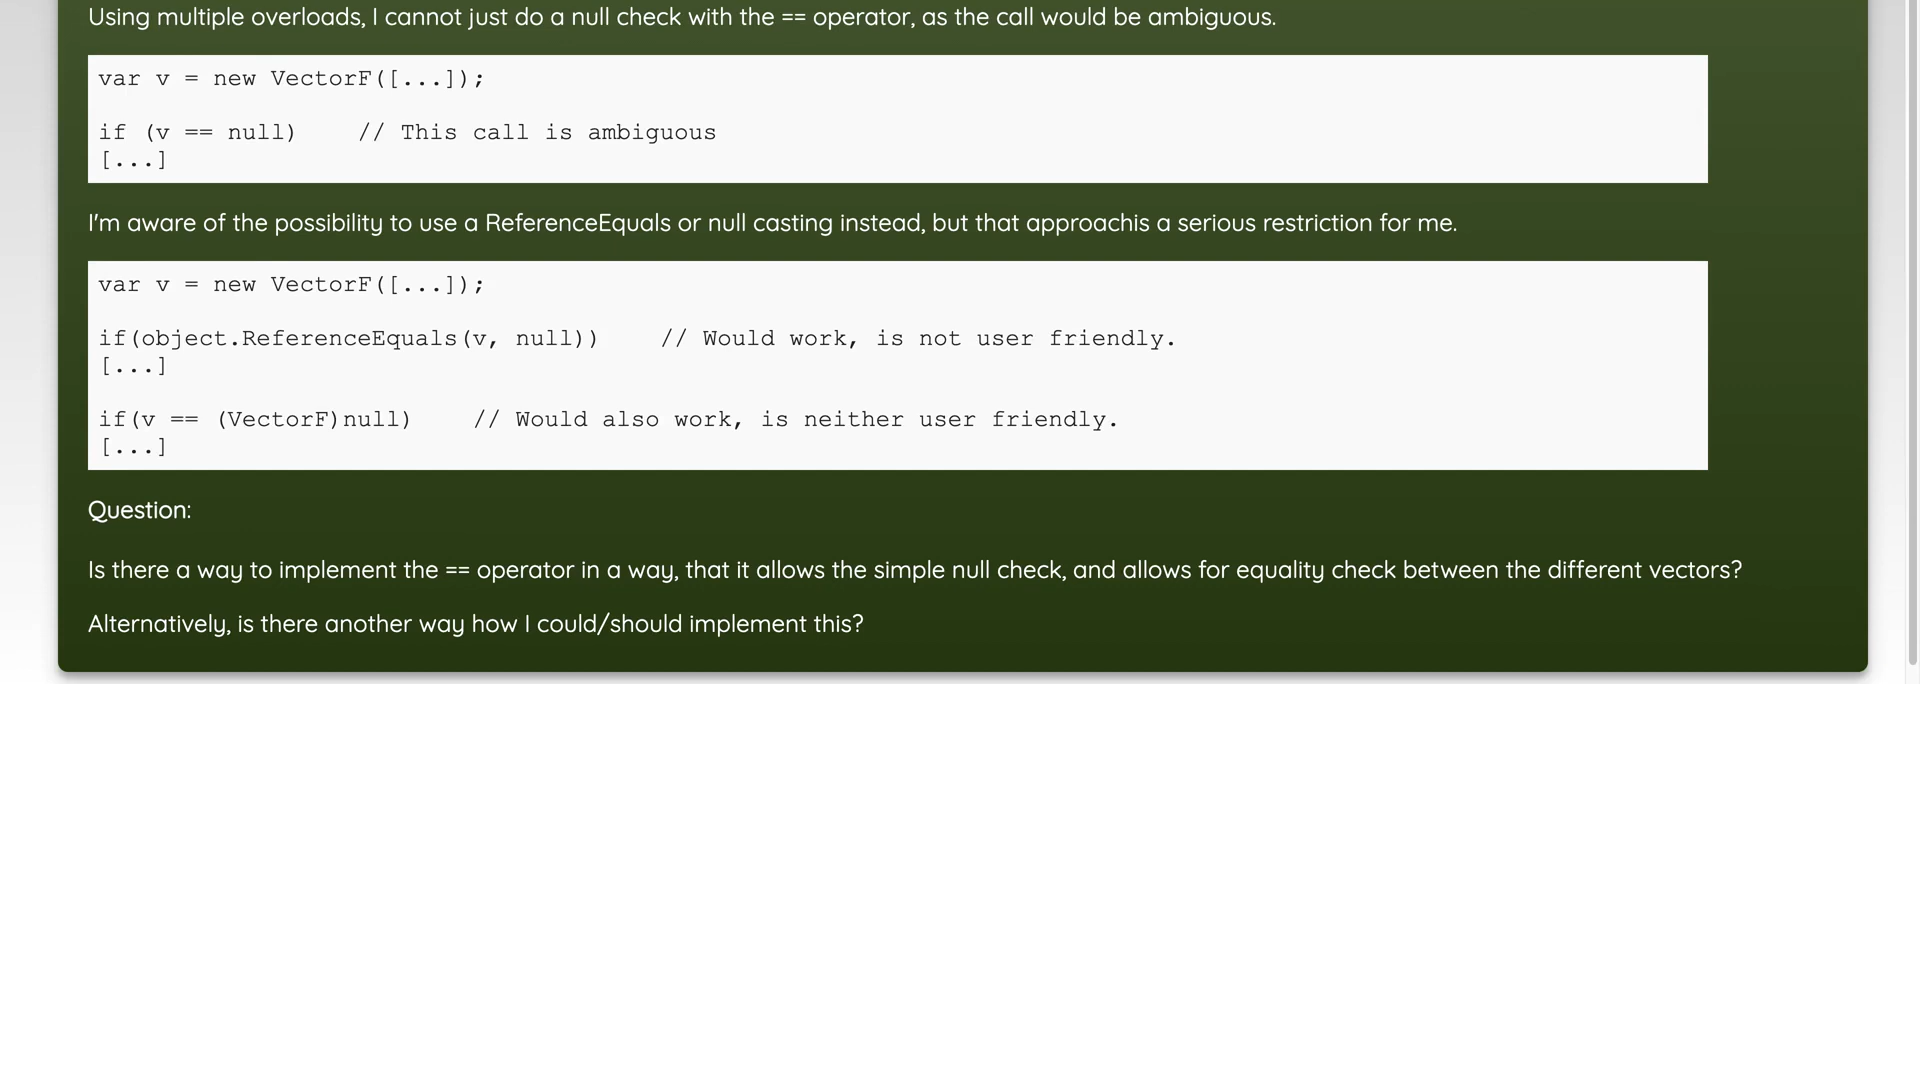 Using multiple overloads, I cannot just do a null check with the == operator, as the call would be ambiguous.
var v = new VectorF([...]);
if (v == null)    // This call is ambiguous
[...]
I'm aware of the possibility to use a ReferenceEquals or null casting instead, but that approachis a serious restriction for me.
var v = new VectorF([...]);
if(object.ReferenceEquals(v, null))    // Would work, is not user friendly.
[...]
if(v == (VectorF)null)    // Would also work, is neither user friendly.
[...]
Question:
Is there a way to implement the == operator in a way, that it allows the simple null check, and allows for equality check between the different vectors?
Alternatively, is there another way how I could/should implement this?